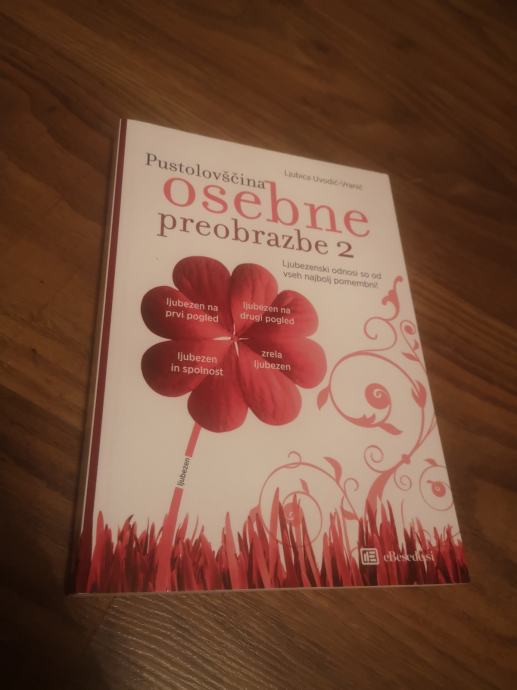 Pustolovščina
Ljubica Uvodić-Vranić
osebne
preobrazbe 2
Ljubezenski odnosi so od
vseh najbolj pomembni!
ljubezen na
prvi pogled
ljubezen na
drugi pogled
ljubezen
in spolnost
zrela
ljubezen
ljubezen
eBesede.si